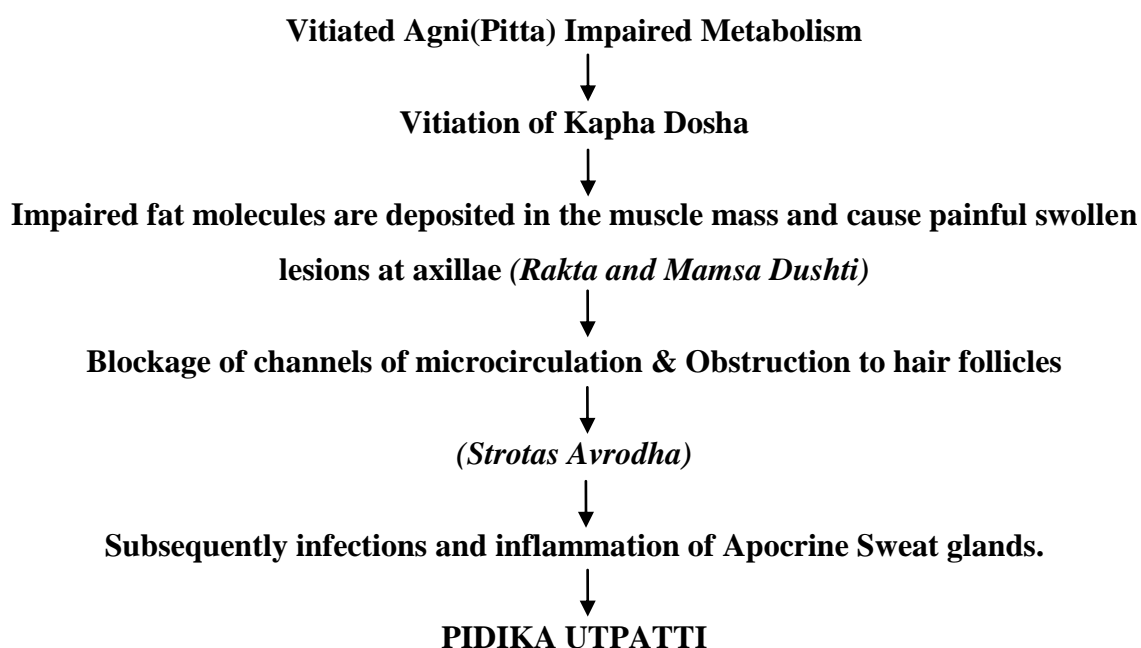 Vitiated Agni(Pitta) Impaired Metabolism
Vitiation of Kapha Dosha
Impaired fat molecules are deposited in the muscle mass and cause painful swollen
lesions at axillae (Rakta and Mamsa Dushti)
Blockage of channels of microcirculation & Obstruction to hair follicles
(Strotas Avrodha)
Subsequently infections and inflammation of Apocrine Sweat glands.
PIDIKA UTPATTI